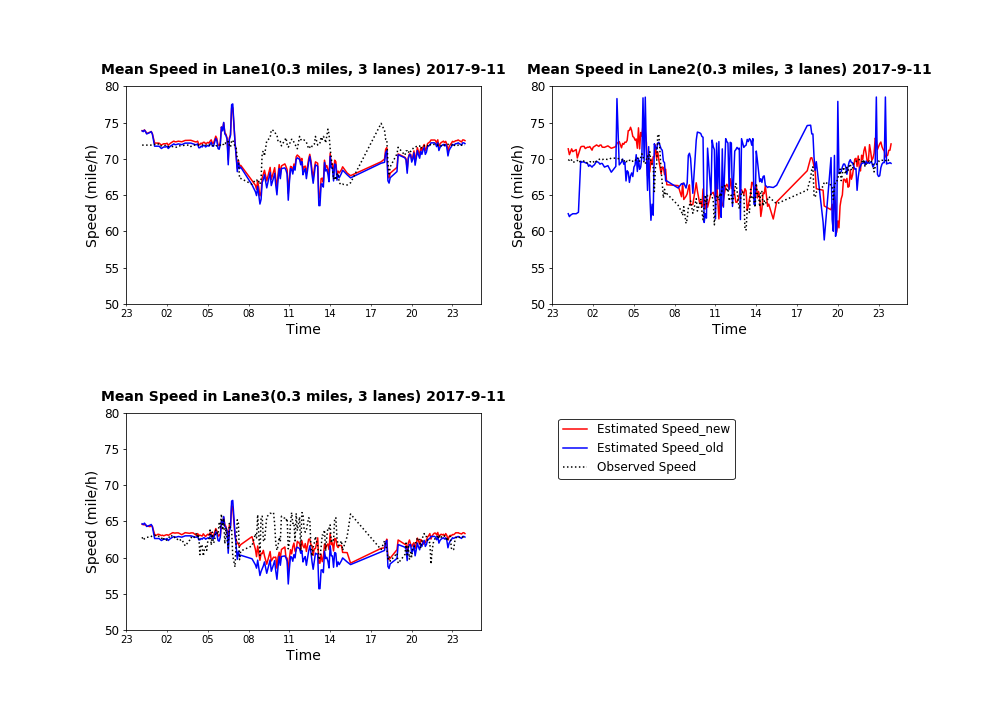 Mean Speed in Lane1(0.3 miles, 3 lanes) 2017-9-11
80
75
70
65
60
55
50
Speed (mile/h)
23 02 05 08 11 14 17 20 23
Time
Mean Speed in Lane2(0.3 miles, 3 lanes) 2017-9-11
80
75
70
65
60
55
50
Speed (mile/h)
23 02 05 08 11 14 17 20 23
Time
Mean Speed in Lane3(0.3 miles, 3 lanes) 2017-9-11
80
75
70
65
60
55
50
Speed (mile/h)
23 02 05 08 11 14 17 20 23
Time
Estimated Speed_new
Estimated Speed_old
Observed Speed